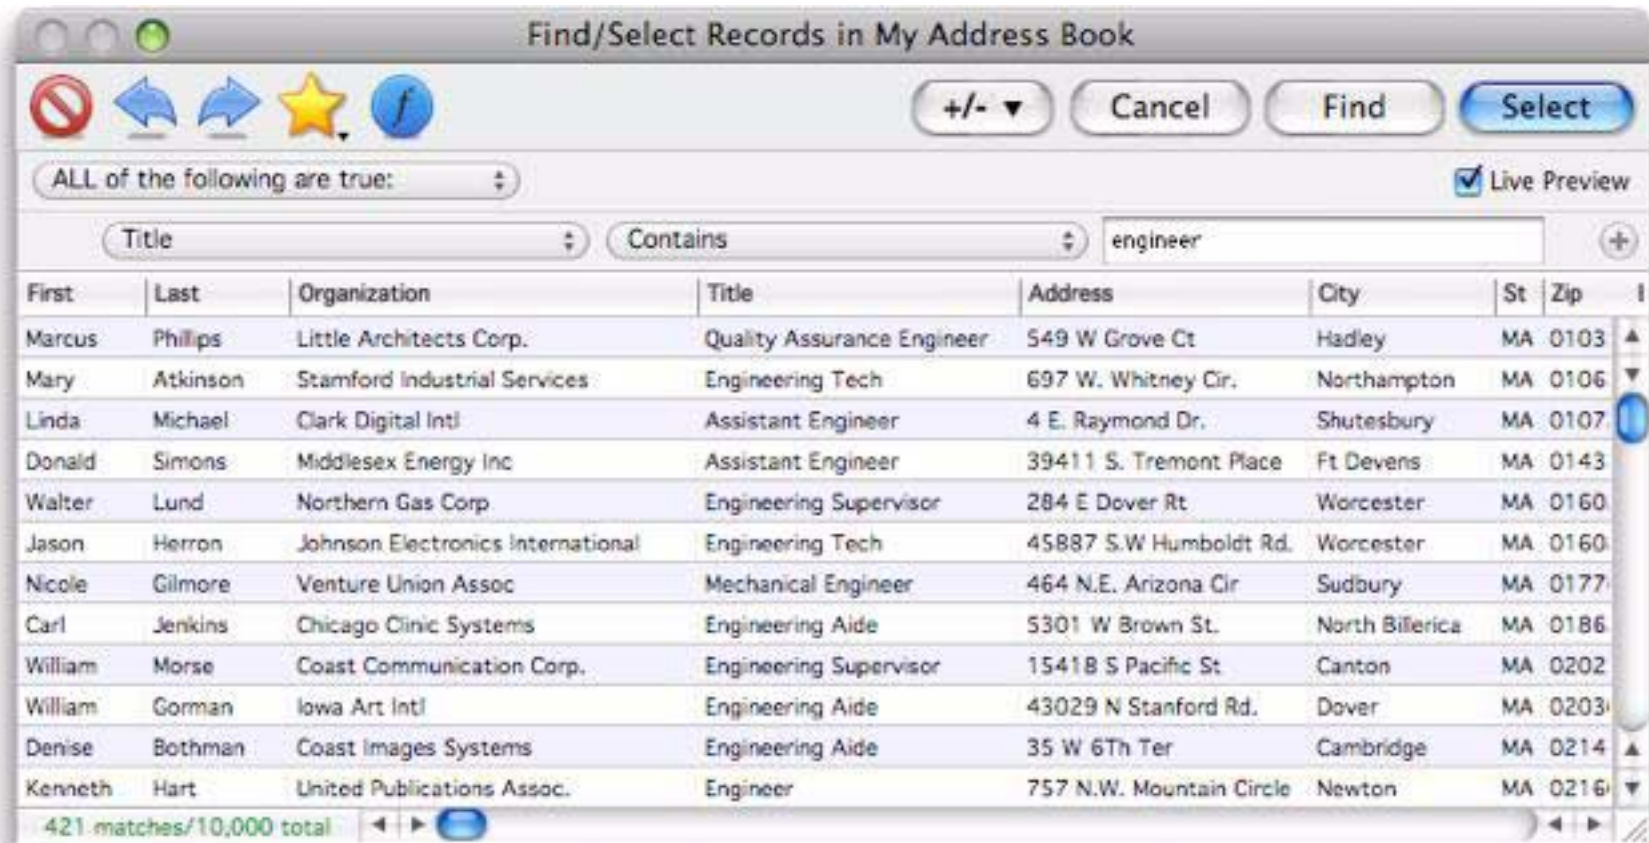 Find/Select Records in My Address Book
f +/- ▼ Cancel Find Select
ALL of the following are true: Live Preview
Title Contains engineer
First Last Organization Title Address City St Zip
Marcus Phillips Little Architects Corp. Quality Assurance Engineer 549 W Grove Ct Hadley MA 0103
Mary Atkinson Stamford Industrial Services Engineering Tech 697 W. Whitney Cir. Northampton MA 0106
Linda Michael Clark Digital Intl Assistant Engineer 4 E. Raymond Dr. Shutesbury MA 0107
Donald Simons Middlesex Energy Inc Assistant Engineer 39411 S. Tremont Place Ft Devens MA 0143
Walter Lund Northern Gas Corp Engineering Supervisor 284 E Dover Rt Worcester MA 0160
Jason Herron Johnson Electronics International Engineering Tech 45887 S.W Humboldt Rd. Worcester MA 0160
Nicole Gilmore Venture Union Assoc Mechanical Engineer 464 N.E. Arizona Cir Sudbury MA 0177
Carl Jenkins Chicago Clinic Systems Engineering Aide 5301 W Brown St. North Billerica MA 0186
William Morse Coast Communication Corp. Engineering Supervisor 15418 S Pacific St Canton MA 0202
William Gorman Iowa Art Intl Engineering Aide 43029 N Stanford Rd. Dover MA 0203
Denise Bothman Coast Images Systems Engineering Aide 35 W 6Th Ter Cambridge MA 0214
Kenneth Hart United Publications Assoc. Engineer 757 N.W. Mountain Circle Newton MA 0216
421 matches/10,000 total